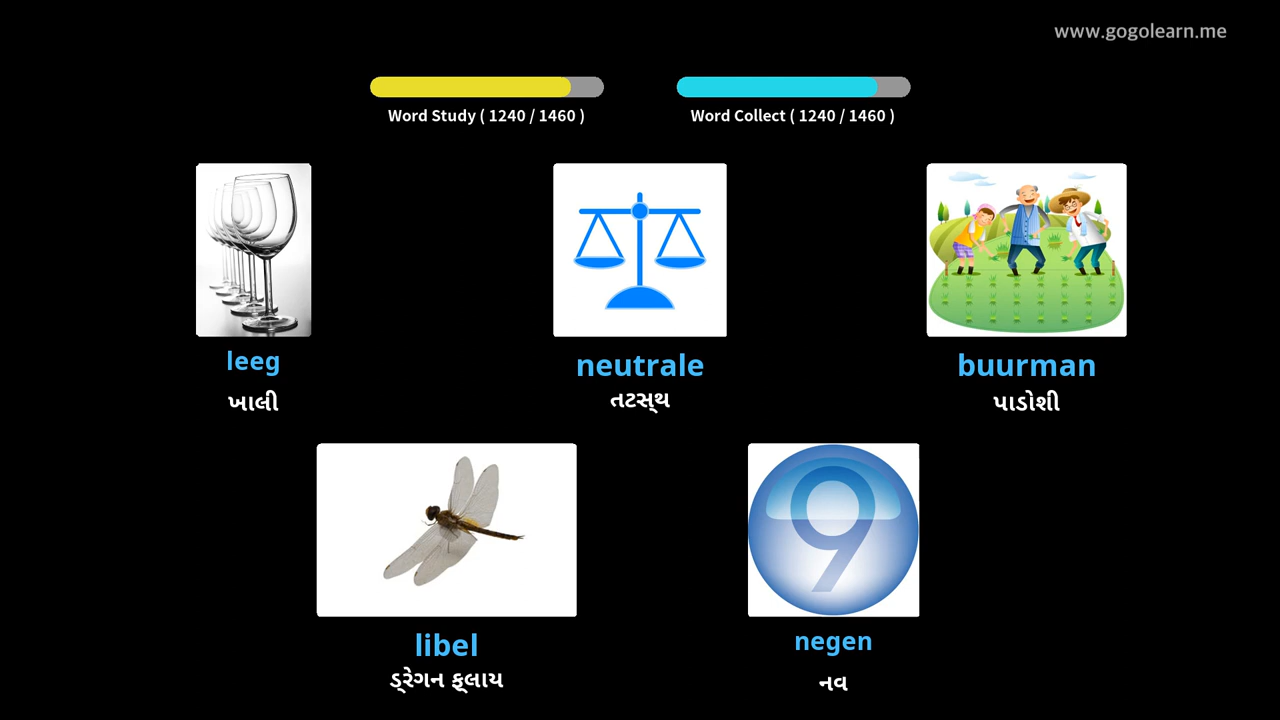 www.gogolearn.me
Word Study ( 1240 / 1460 )
Word Collect ( 1240 / 1460 )
leeg
ખાલી
neutrale
તટસ્થ
buurman
પાડોશી
9
libel
ડ્રેગન ફ્લાય
negen
નવ